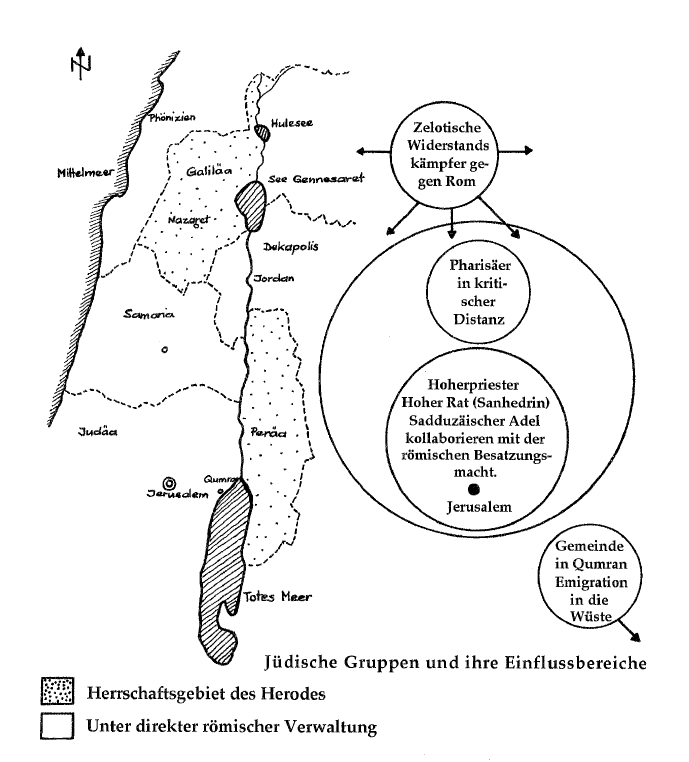 N
Phönizien
Mittelmeer
Hulesee
Galiläa
See Gennesaret
Nazaret
Dekapolis
Jordan
Samaria
Judäa
Peräa
Qumran
Jerusalem
Totes Meer
Zelotische
Widerstands
kämpfer ge-
gen Rom
Pharisäer
in kriti-
scher
Distanz
Hoherpriester
Hoher Rat (Sanhedrin)
Sadduzäischer Adel
kollaborieren mit der
römischen Besatzungs-
macht.
Jerusalem
Gemeinde
in Qumran
Emigration
in die
Wüste
Jüdische Gruppen und ihre Einflussbereiche
Herrschaftsgebiet des Herodes
Unter direkter römischer Verwaltung